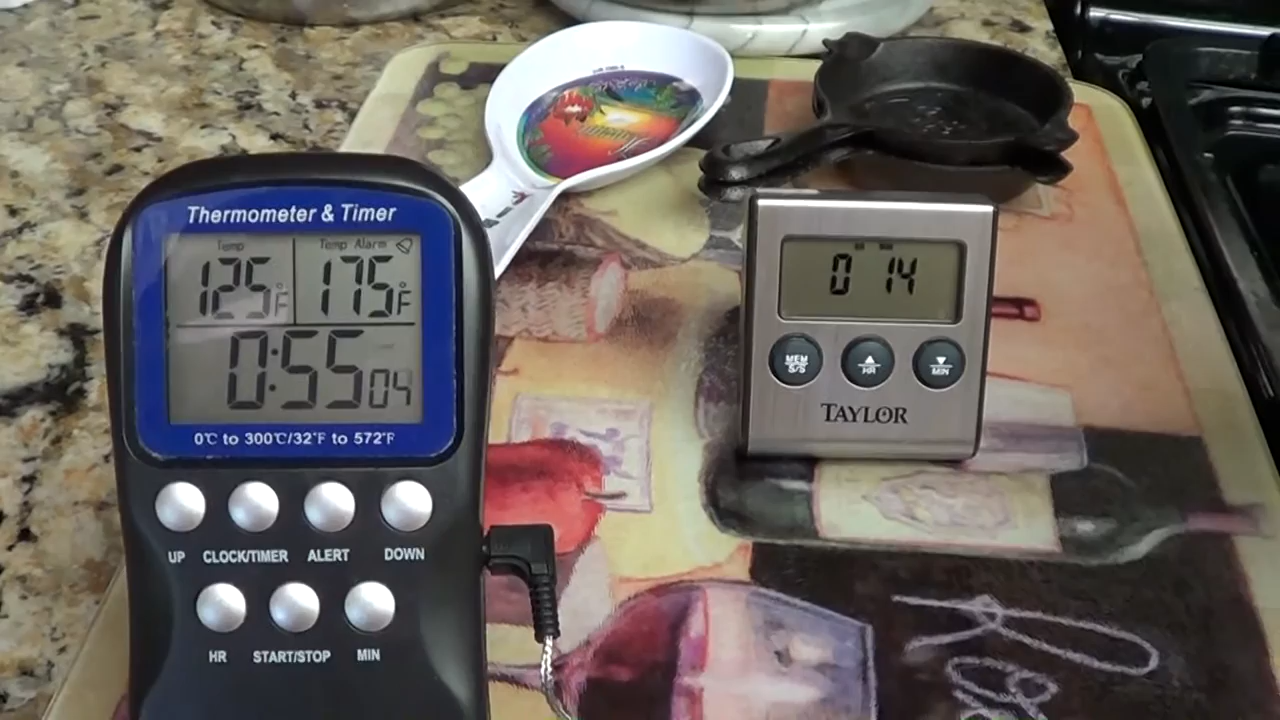 Thermometer & Timer
Temp
Temp Alarm
125°F
175°F
0:55 04
0℃ to 300℃/32°F to 572°F
UP
CLOCK/TIMER
ALERT
DOWN
HR
START/STOP
MIN
0 14
MEM
S/S
HR
MIN
TAYLOR